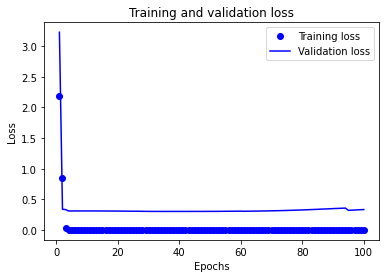 Training and validation loss
Training loss
Validation loss
3.0
2.5
2.0
1.5
1.0
0.5
0.0
Loss
0 20 40 60 80 100
Epochs